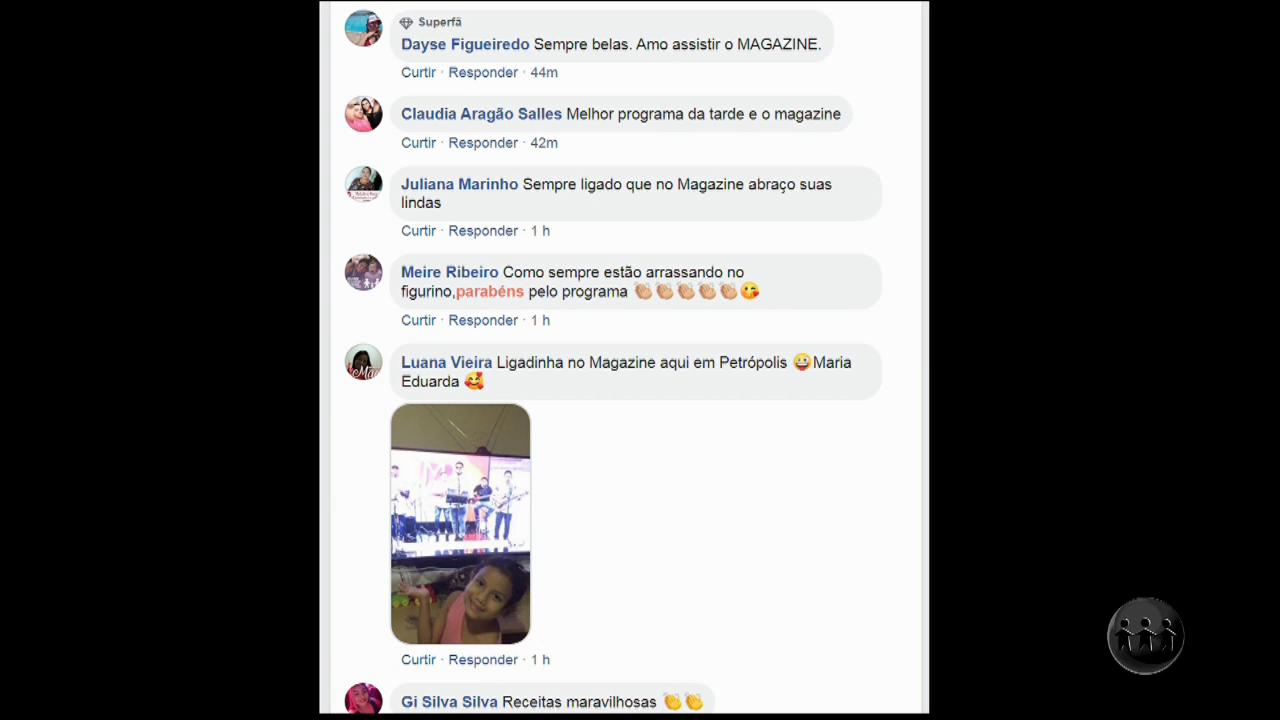 Superfã
Dayse Figueiredo Sempre belas. Amo assistir o MAGAZINE.
Curtir · Responder · 44m
Claudia Aragão Salles Melhor programa da tarde e o magazine
Curtir · Responder · 42m
Juliana Marinho Sempre ligado que no Magazine abraço suas
lindas
Curtir · Responder · 1 h
Meire Ribeiro Como sempre estão arrassando no
figurino,parabéns pelo programa 👏🏼👏🏼👏🏼👏🏼👏🏼😘
Curtir · Responder · 1 h
Luana Vieira Ligadinha no Magazine aqui em Petrópolis 😀Maria
Eduarda 🥰
Curtir · Responder · 1 h
Gi Silva Silva Receitas maravilhosas 👏👏